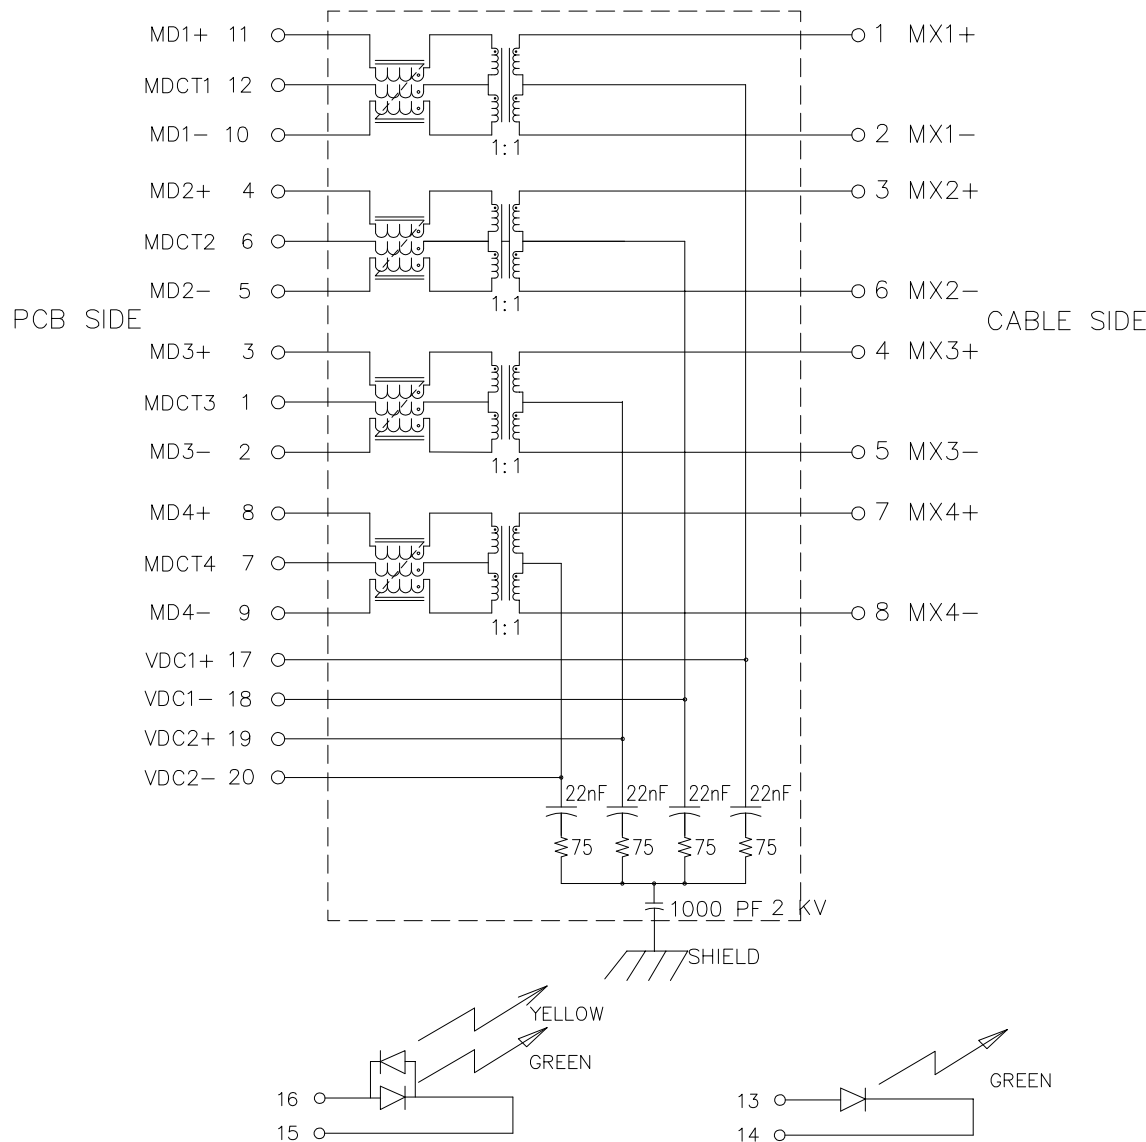 MD1+ 11 1 MX1+
MDCT1 12
MD1- 10 2 MX1-
1:1
MD2+ 4 3 MX2+
MDCT2 6
MD2- 5 6 MX2-
1:1
PCB SIDE CABLE SIDE
MD3+ 3 4 MX3+
MDCT3 1
MD3- 2 5 MX3-
1:1
MD4+ 8 7 MX4+
MDCT4 7
MD4- 9 8 MX4-
1:1
VDC1+ 17
VDC1- 18
VDC2+ 19
VDC2- 20
22nF 22nF 22nF 22nF
75 75 75 75
1000 PF 2 KV
SHIELD
YELLOW
GREEN
GREEN
16 13
15 14